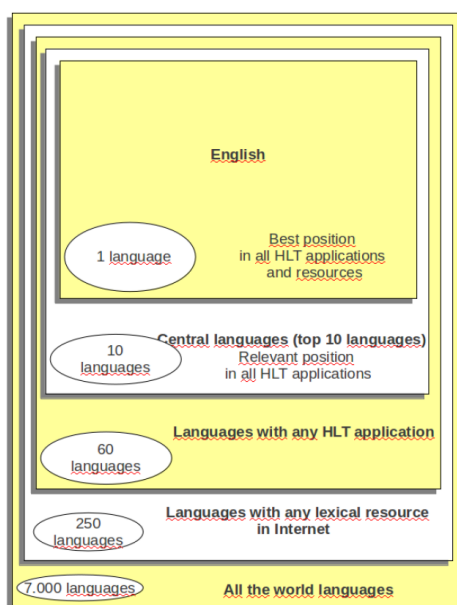 English
1 language
Best position
in all HLT applications
and resources
10
languages
Central languages (top 10 languages)
Relevant position
in all HLT applications
60
languages
Languages with any HLT application
250
languages
Languages with any lexical resource
in Internet
7.000 languages
All the world languages